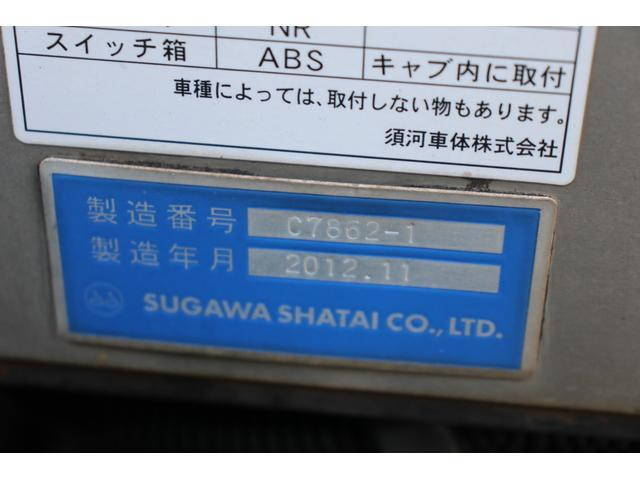 NR
スイッチ箱 ABS キャブ内に取付
車種によっては、取付しない物もあります。
須河車体株式会社
製造番号 C7862-1
製造年月 2012.11
SUGAWA SHATAI CO., LTD.